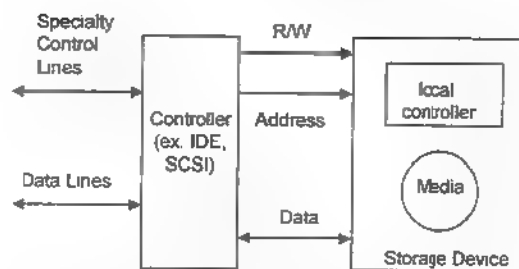 Specialty
Control
Lines
Data Lines
Controller
(ex. IDE,
SCSI)
R/W
Address
Data
local
controller
Media
Storage Device